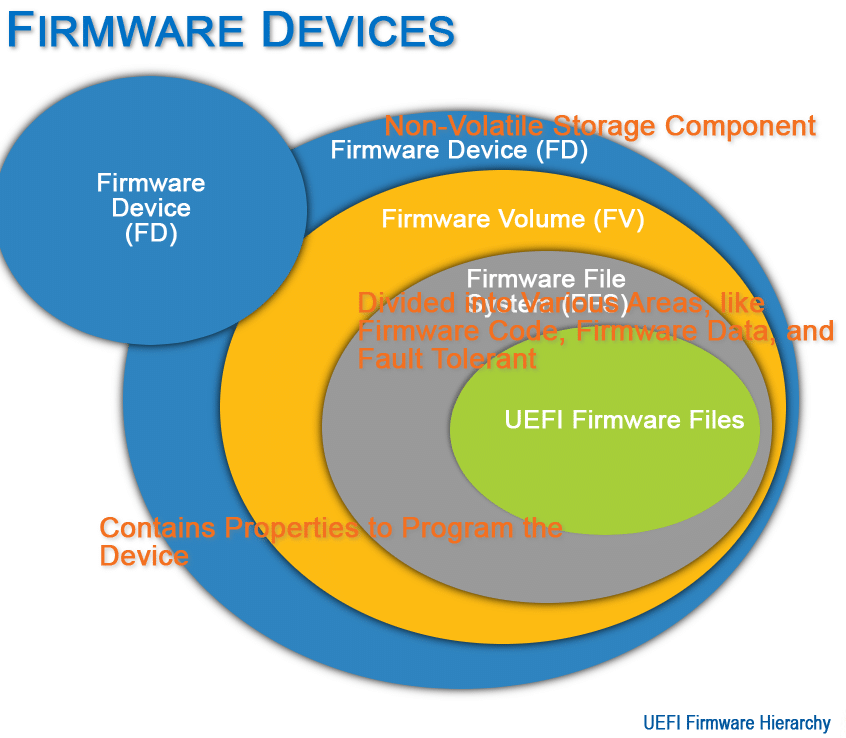 FIRMWARE DEVICES
Non-Volatile Storage Component
Firmware Device (FD)
Firmware
Device
(FD)
Firmware Volume (FV)
Firmware File
System (FFS)
Divided into Various Areas, like
Firmware Code, Firmware Data, and
Fault Tolerant
UEFI Firmware Files
Contains Properties to Program the
Device
UEFI Firmware Hierarchy